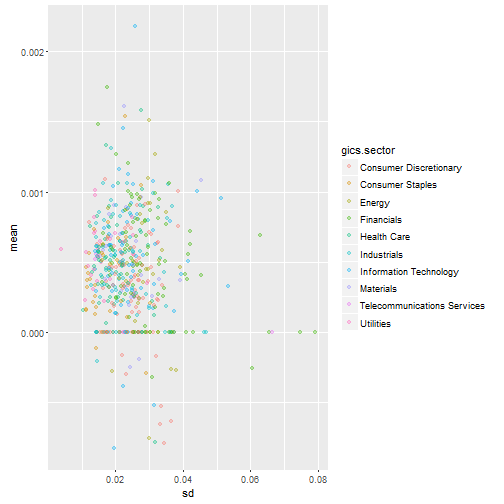 0.002
0.001
0.000
mean
0.02
0.04
0.06
0.08
sd
gics.sector
Consumer Discretionary
Consumer Staples
Energy
Financials
Health Care
Industrials
Information Technology
Materials
Telecommunications Services
Utilities